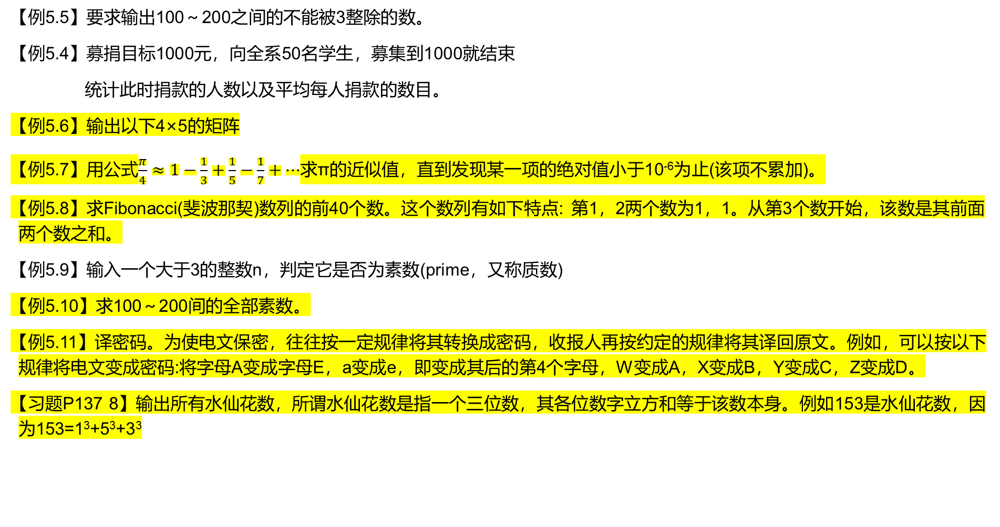 【例5.5】要求输出100～200之间的不能被3整除的数。
【例5.4】募捐目标1000元，向全系50名学生，募集到1000就结束
统计此时捐款的人数以及平均每人捐款的数目。
【例5.6】输出以下4×5的矩阵
【例5.7】用公式π/4≈1−1/3+1/5−1/7+⋯求π的近似值，直到发现某一项的绝对值小于10⁻⁶为止(该项不累加)。
【例5.8】求Fibonacci(斐波那契)数列的前40个数。这个数列有如下特点: 第1，2两个数为1，1。从第3个数开始，该数是其前面
两个数之和。
【例5.9】输入一个大于3的整数n，判定它是否为素数(prime，又称质数)
【例5.10】求100～200间的全部素数。
【例5.11】译密码。为使电文保密，往往按一定规律将其转换成密码，收报人再按约定的规律将其译回原文。例如，可以按以下
规律将电文变成密码:将字母A变成字母E，a变成e，即变成其后的第4个字母，W变成A，X变成B，Y变成C，Z变成D。
【习题P137 8】输出所有水仙花数，所谓水仙花数是指一个三位数，其各位数字立方和等于该数本身。例如153是水仙花数，因
为153=1³+5³+3³